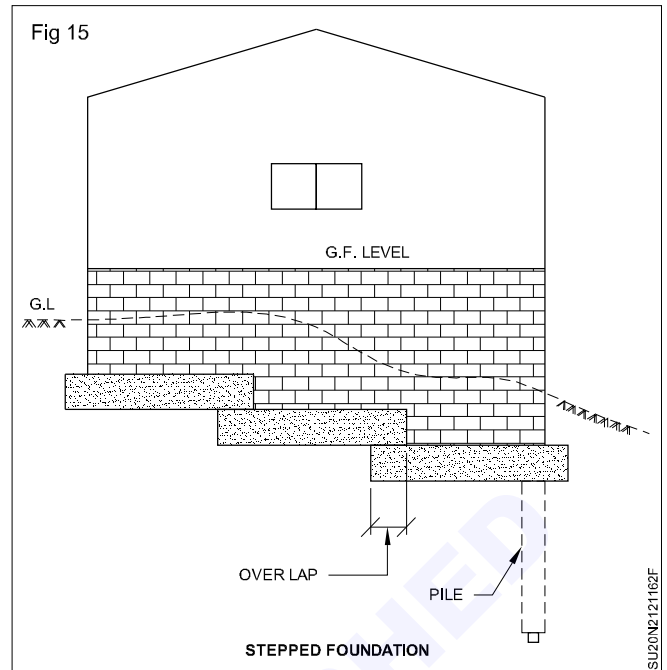 Fig 15
G.F. LEVEL
G.L
OVER LAP
PILE
STEPPED FOUNDATION
SU20N2121162F